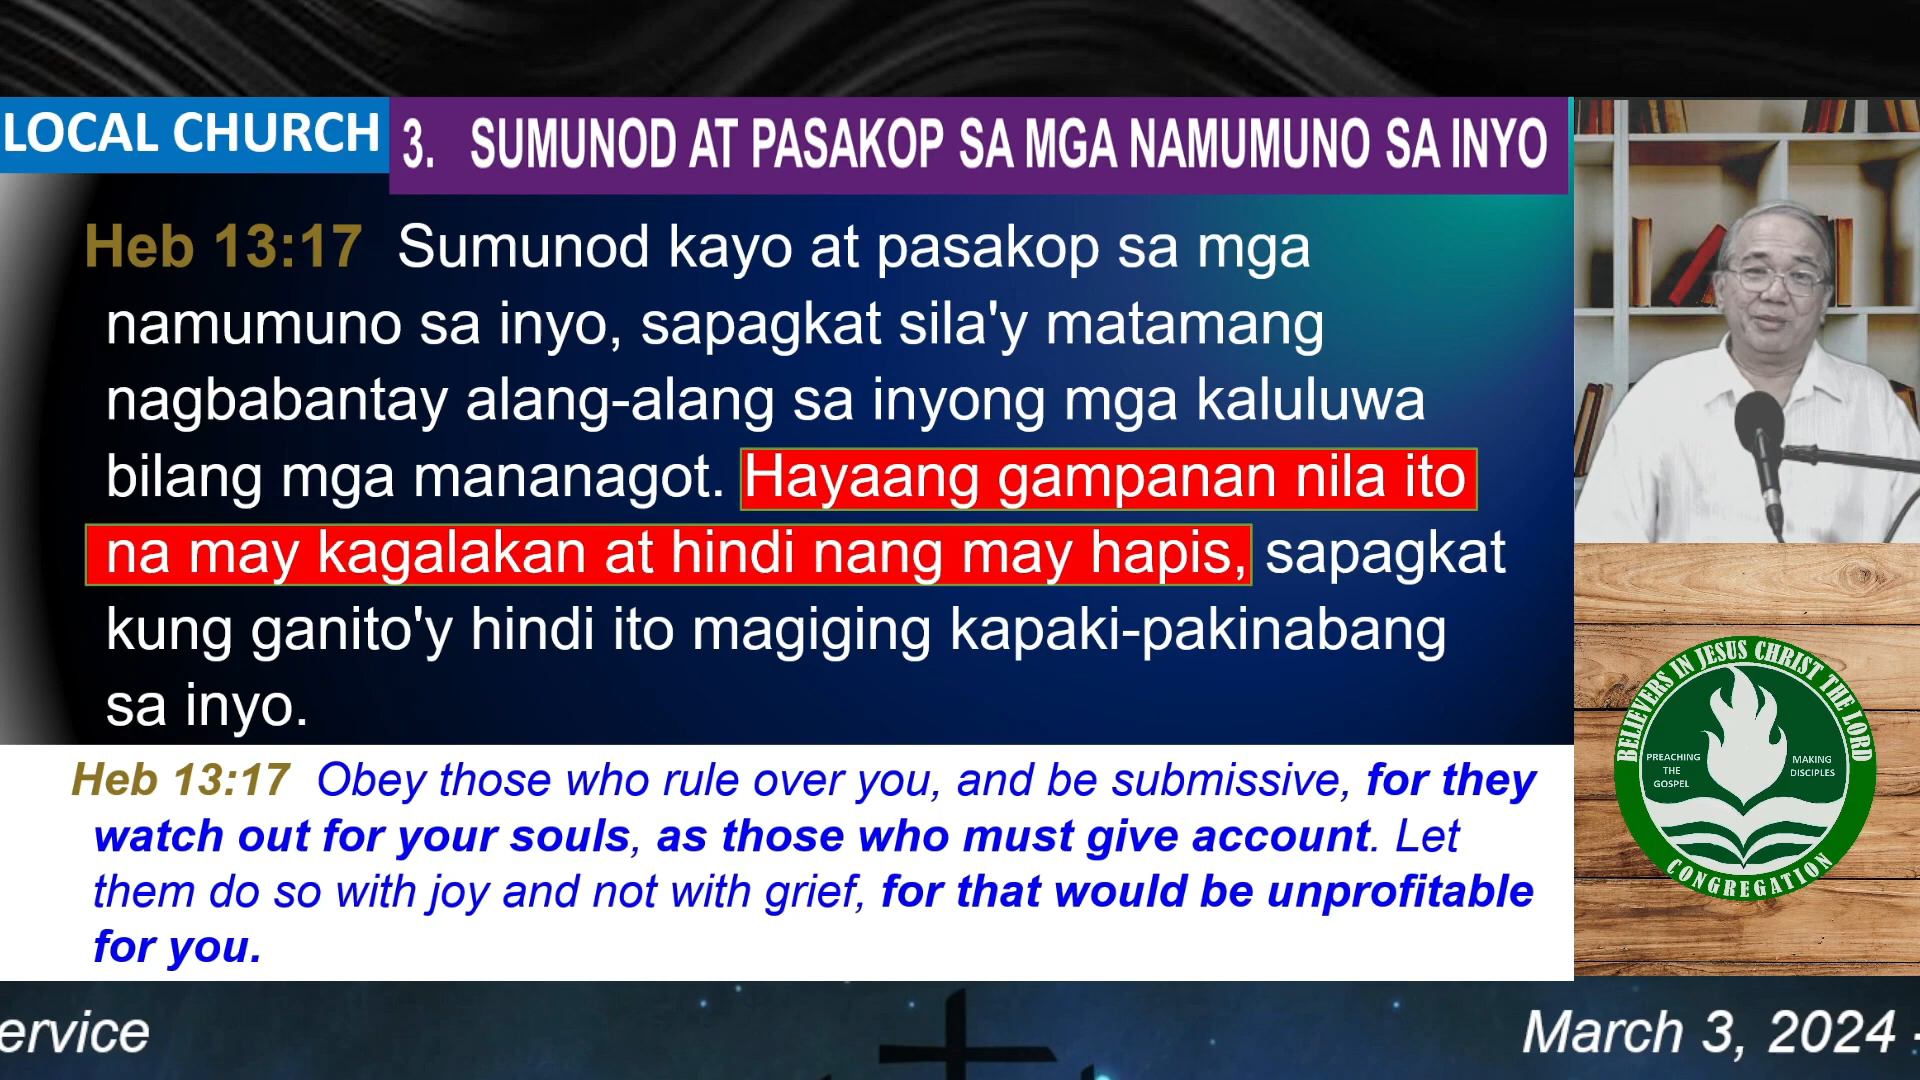 LOCAL CHURCH
3. SUMUNOD AT PASAKOP SA MGA NAMUMUNO SA INYO
Heb 13:17 Sumunod kayo at pasakop sa mga
namumuno sa inyo, sapagkat sila'y matamang
nagbabantay alang-alang sa inyong mga kaluluwa
bilang mga mananagot. Hayaang gampanan nila ito
na may kagalakan at hindi nang may hapis, sapagkat
kung ganito'y hindi ito magiging kapaki-pakinabang
sa inyo.
Heb 13:17 Obey those who rule over you, and be submissive, for they
watch out for your souls, as those who must give account. Let
them do so with joy and not with grief, for that would be unprofitable
for you.
BELIEVERS IN JESUS CHRIST THE LORD
PREACHING
THE
GOSPEL
MAKING
DISCIPLES
CONGREGATION
ervice
March 3, 2024 -